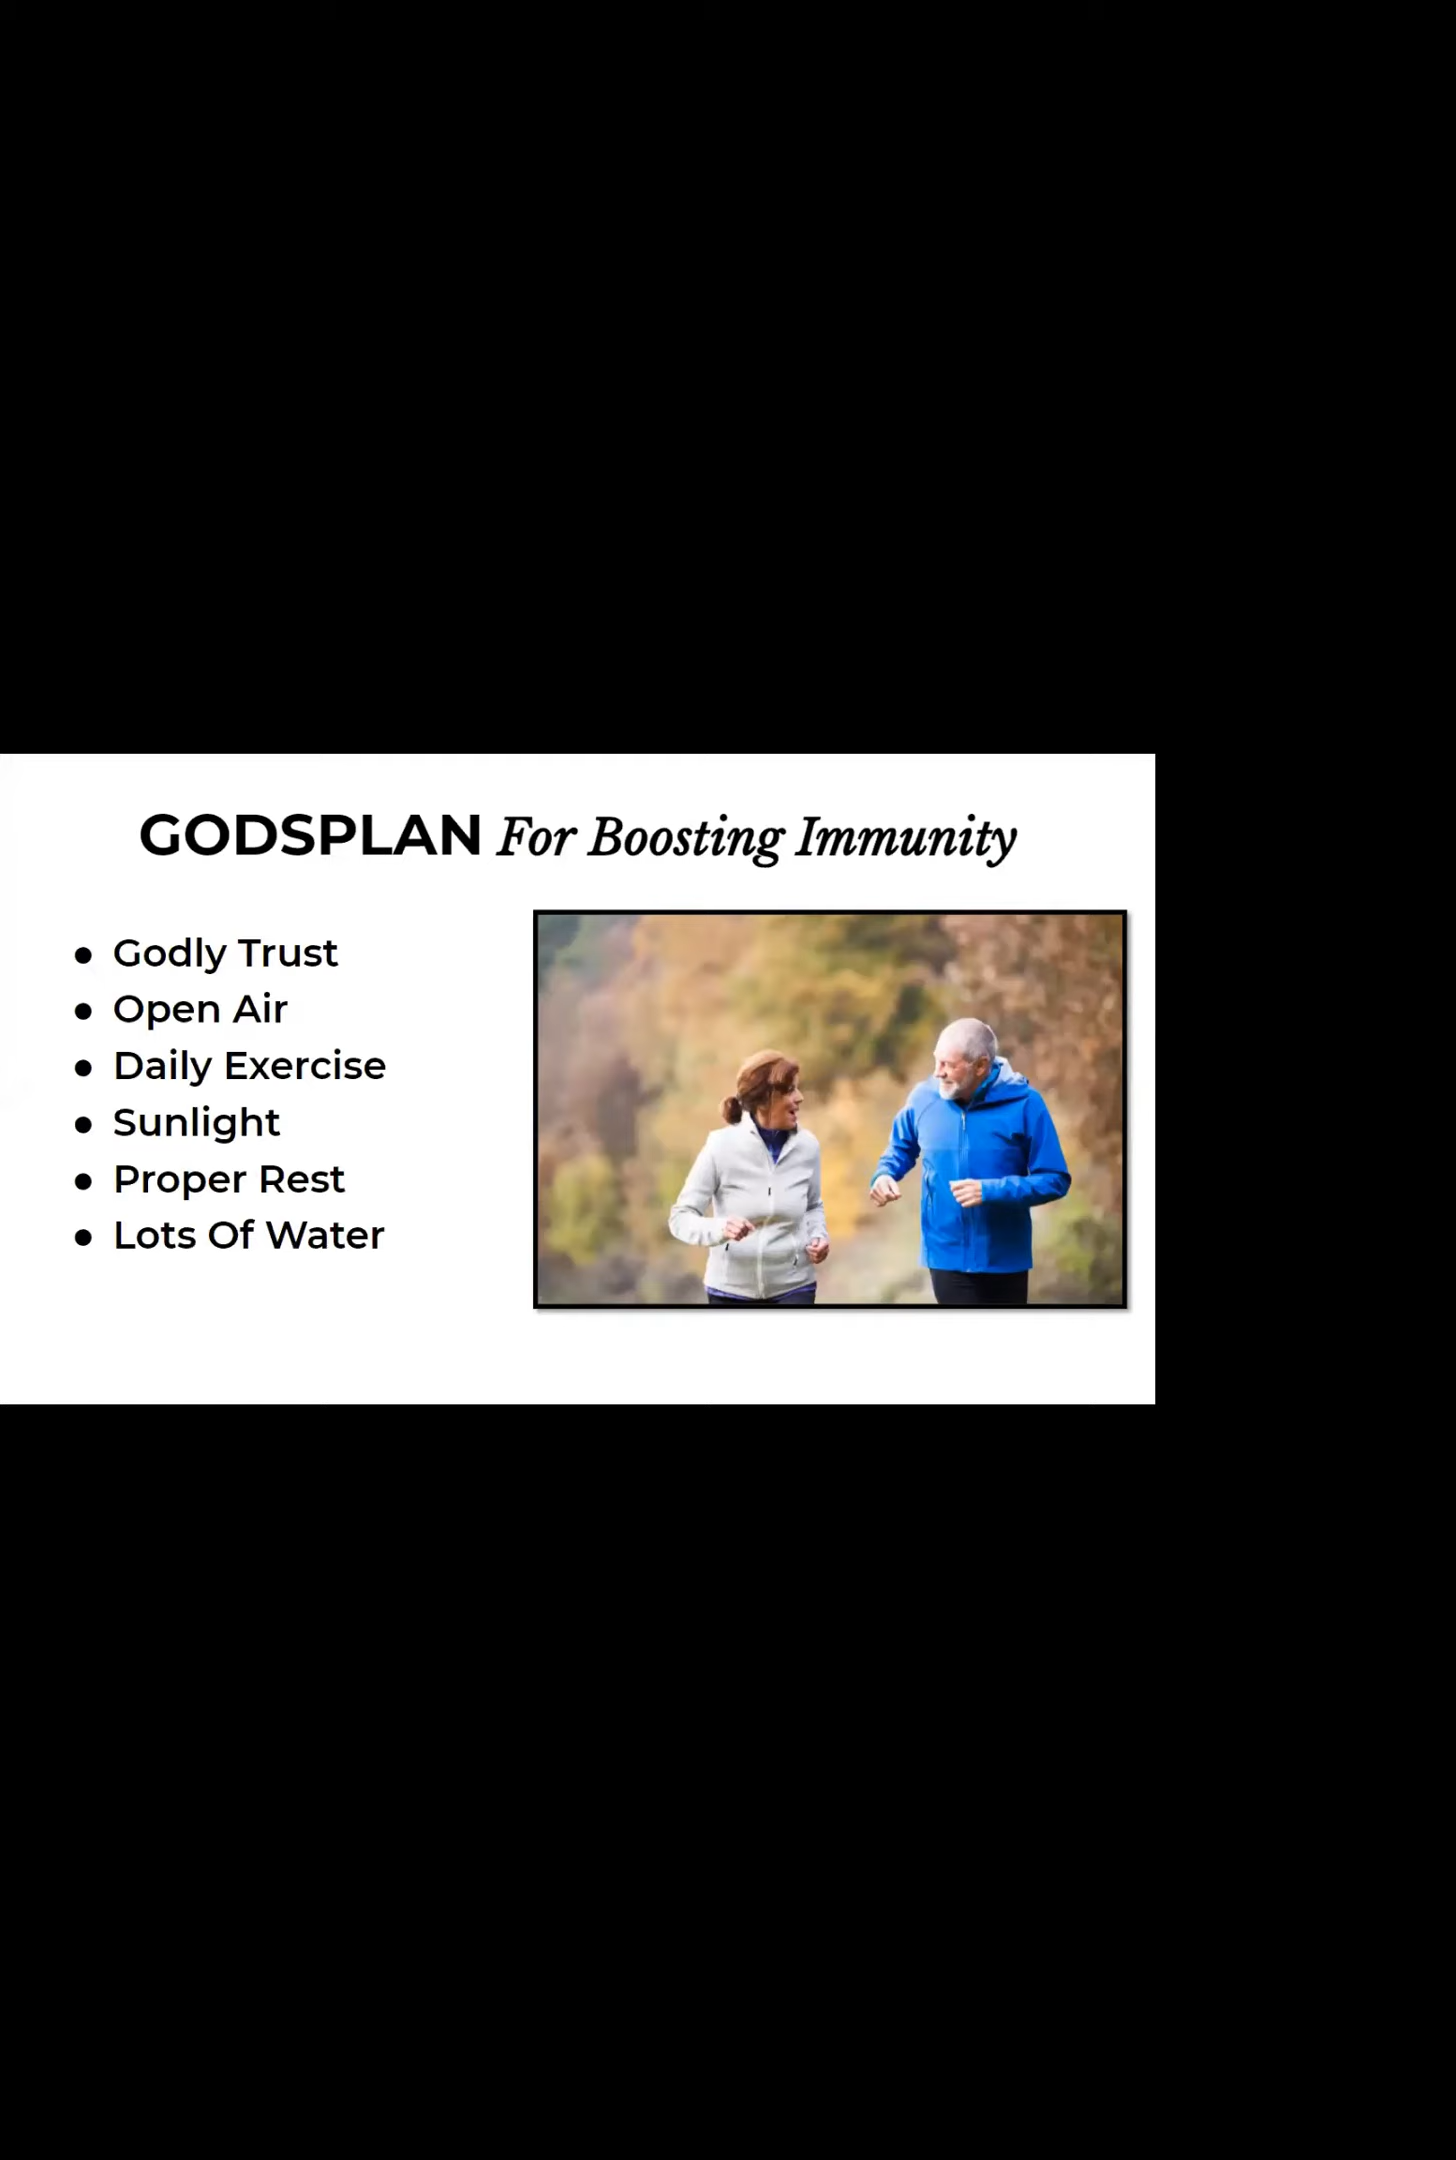 GODSPLAN For Boosting Immunity
● Godly Trust
● Open Air
● Daily Exercise
● Sunlight
● Proper Rest
● Lots Of Water